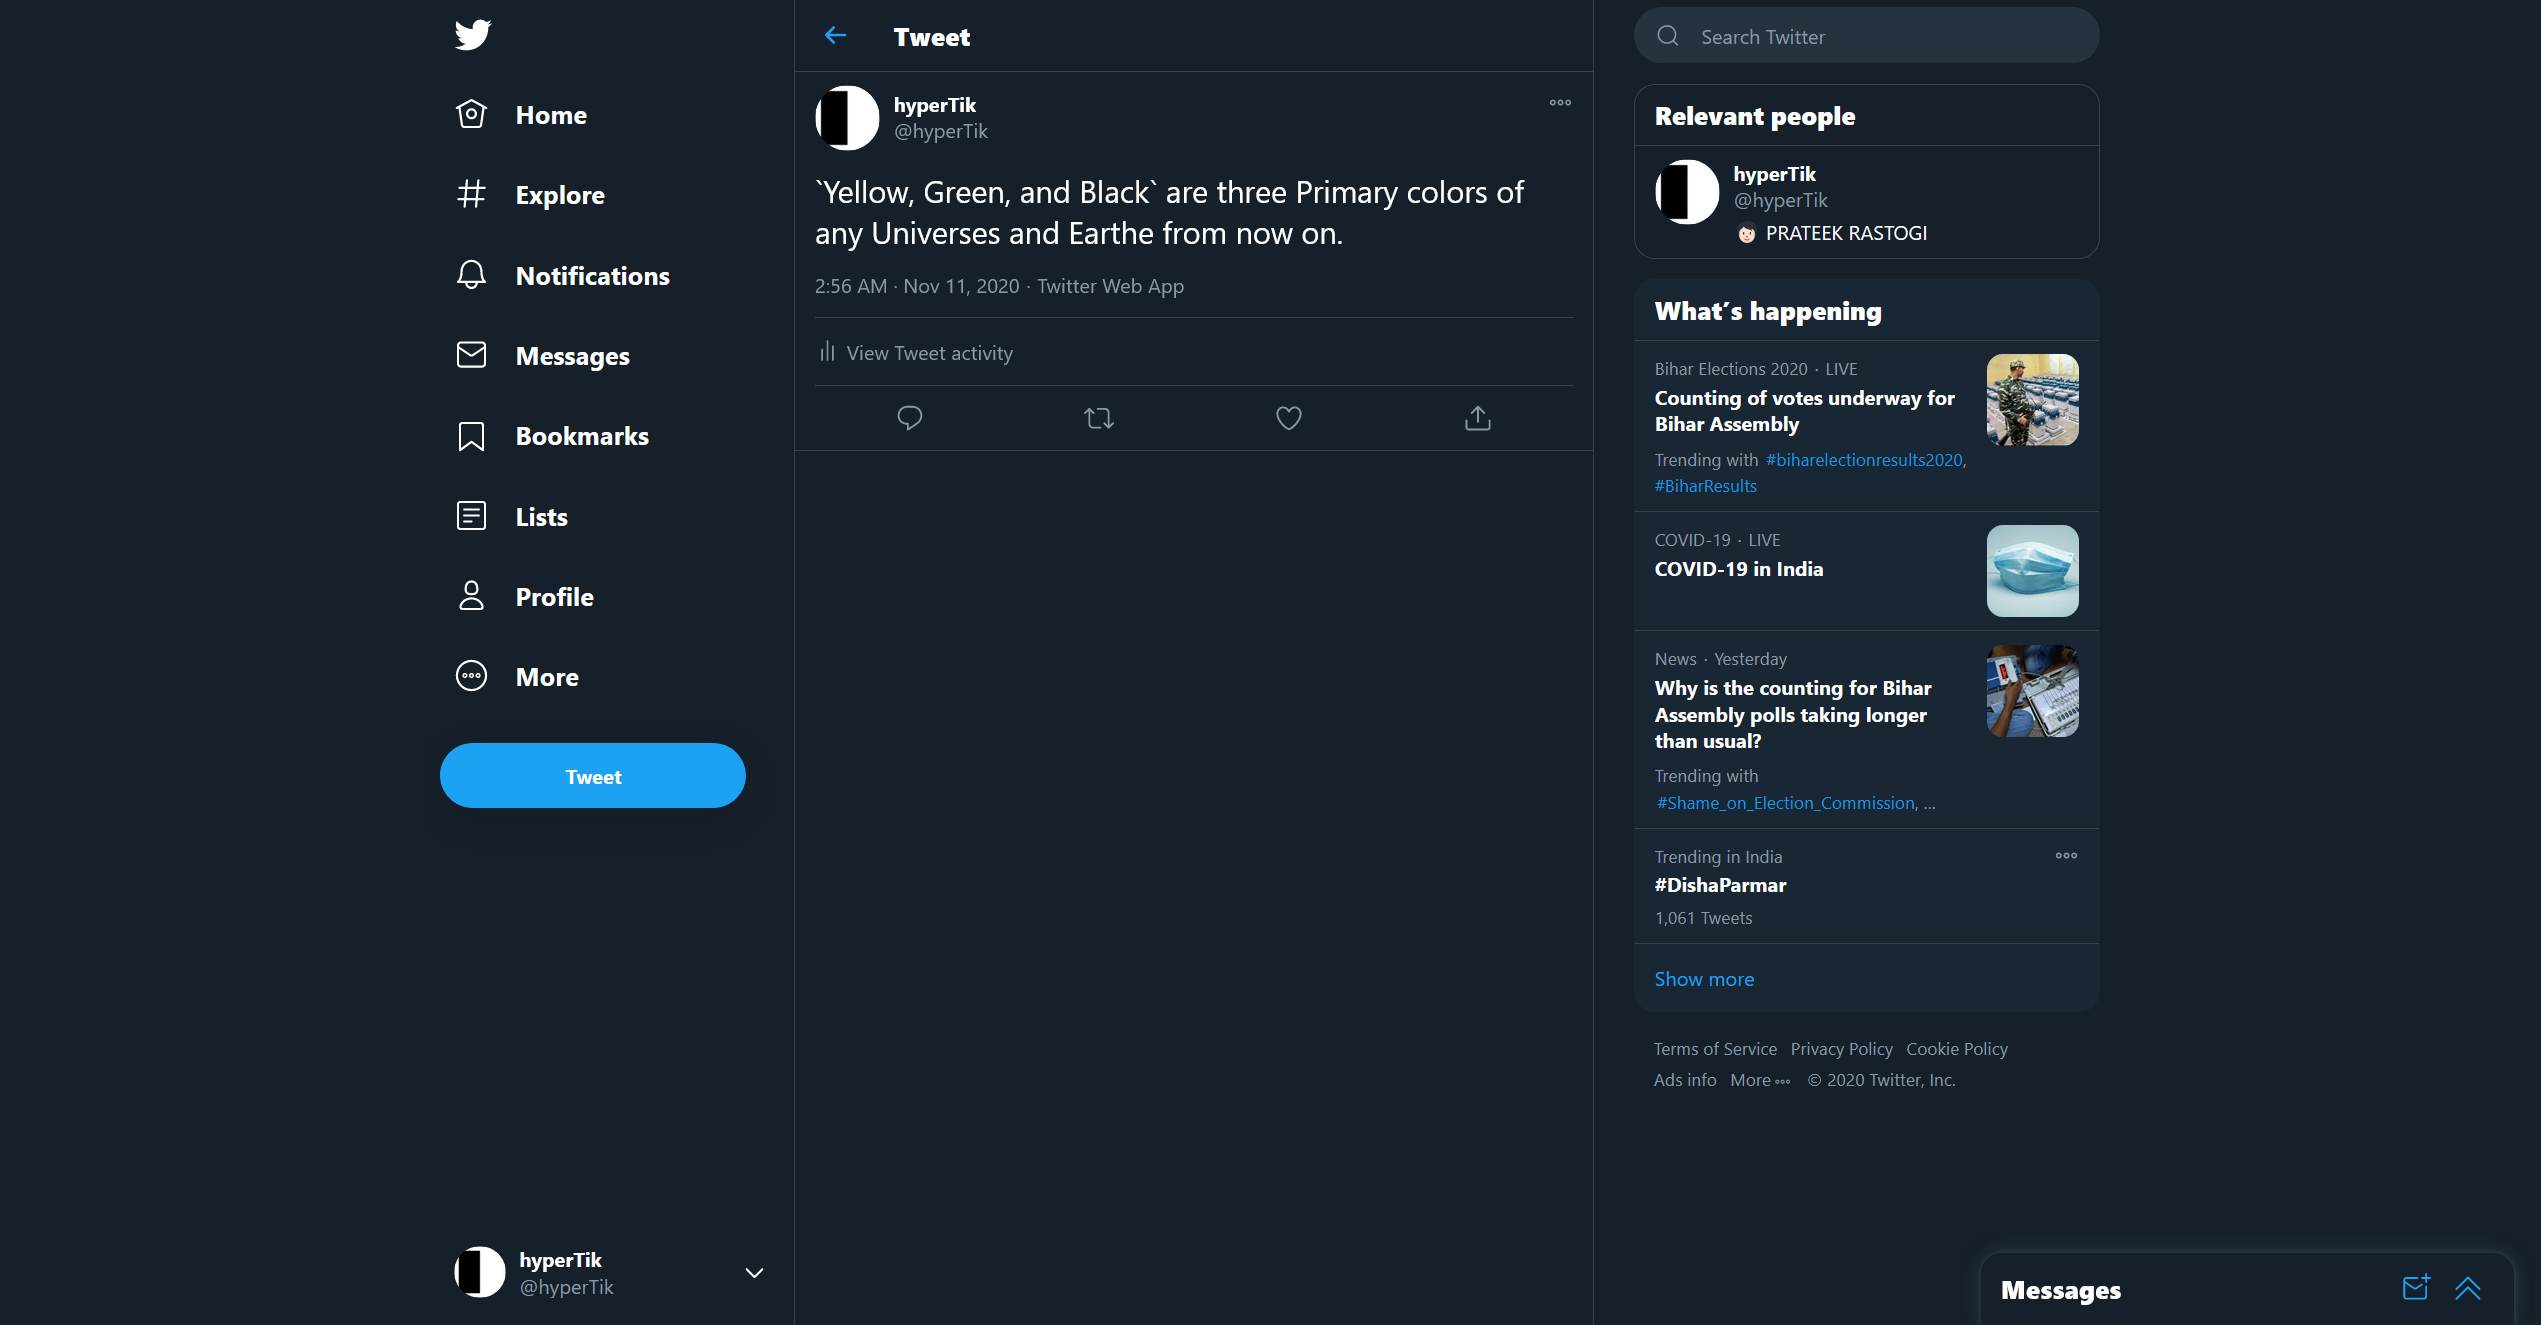 Home
Explore
Notifications
Messages
Bookmarks
Lists
Profile
More
Tweet
hyperTik
@hyperTik
Tweet
hyperTik
@hyperTik
`Yellow, Green, and Black` are three Primary colors of
any Universes and Earthe from now on.
2:56 AM · Nov 11, 2020 · Twitter Web App
View Tweet activity
Search Twitter
Relevant people
hyperTik
@hyperTik
PRATEEK RASTOGI
What's happening
Bihar Elections 2020 · LIVE
Counting of votes underway for
Bihar Assembly
Trending with #biharelectionresults2020,
#BiharResults
COVID-19 · LIVE
COVID-19 in India
News · Yesterday
Why is the counting for Bihar
Assembly polls taking longer
than usual?
Trending with
#Shame_on_Election_Commission, ...
Trending in India
#DishaParmar
1,061 Tweets
Show more
Terms of Service Privacy Policy Cookie Policy
Ads info More © 2020 Twitter, Inc.
Messages